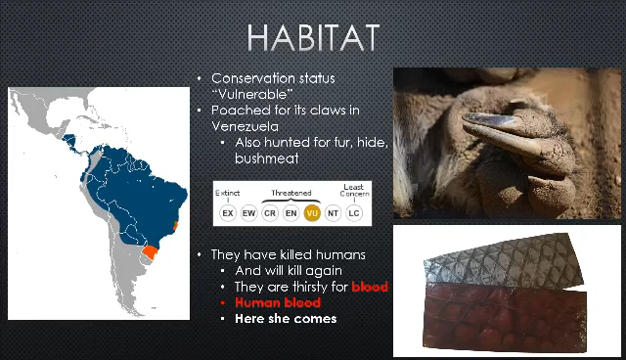 HABITAT
Conservation status
"Vulnerable"
Poached for its claws in
Venezuela
Also hunted for fur, hide,
bushmeat
Extinct
Threatened
Least
Concern
EX EW CR EN VU NT LC
They have killed humans
And will kill again
They are thirsty for blood
Human blood
Here she comes